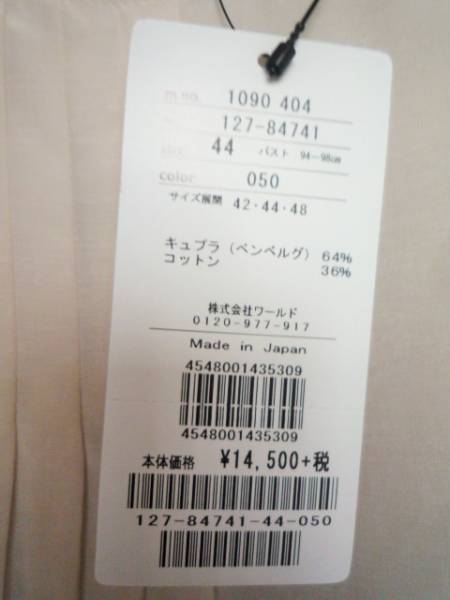 m.no. 1090 404
127-84741
size 44 バスト 94-98cm
color 050
サイズ展開 42・44・48
キュプラ(ベンベルグ) 64%
コットン 36%
株式会社ワールド
0120-977-917
Made in Japan
4548001435309
4548001435309
本体価格 ¥14,500+税
127-84741-44-050